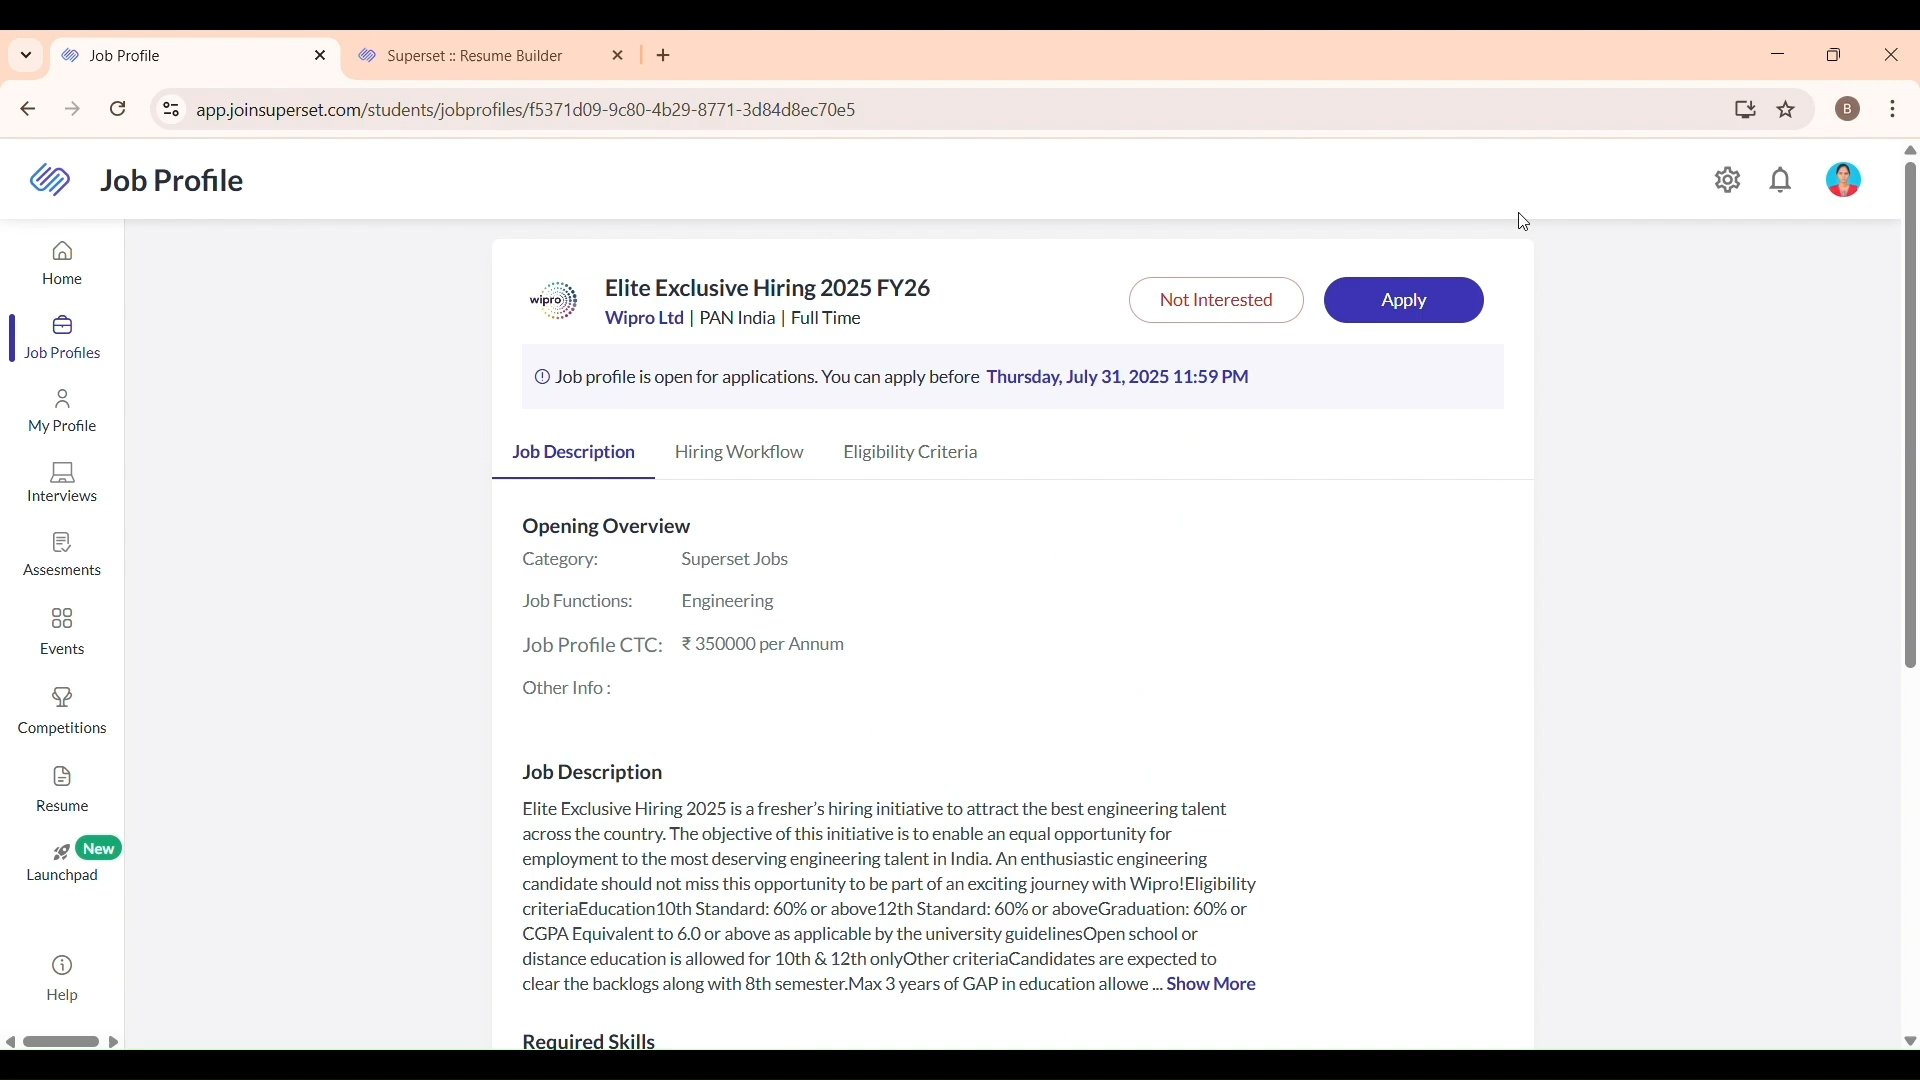 Job Profile
Superset :: Resume Builder
app.joinsuperset.com/students/jobprofiles/f5371d09-9c80-4b29-8771-3d84d8ec70e5
B
Job Profile
Home
Job Profiles
My Profile
Interviews
Assesments
Events
Competitions
Resume
New
Launchpad
Help
wipro
Elite Exclusive Hiring 2025 FY26
Wipro Ltd | PAN India | Full Time
Not Interested
Apply
Job profile is open for applications. You can apply before Thursday, July 31, 2025 11:59 PM
Job Description
Hiring Workflow
Eligibility Criteria
Opening Overview
Category: Superset Jobs
Job Functions: Engineering
Job Profile CTC: ₹ 350000 per Annum
Other Info :
Job Description
Elite Exclusive Hiring 2025 is a fresher's hiring initiative to attract the best engineering talent
across the country. The objective of this initiative is to enable an equal opportunity for
employment to the most deserving engineering talent in India. An enthusiastic engineering
candidate should not miss this opportunity to be part of an exciting journey with Wipro!Eligibility
criteriaEducation10th Standard: 60% or above12th Standard: 60% or aboveGraduation: 60% or
CGPA Equivalent to 6.0 or above as applicable by the university guidelinesOpen school or
distance education is allowed for 10th & 12th onlyOther criteriaCandidates are expected to
clear the backlogs along with 8th semester.Max 3 years of GAP in education allowe ... Show More
Required Skills